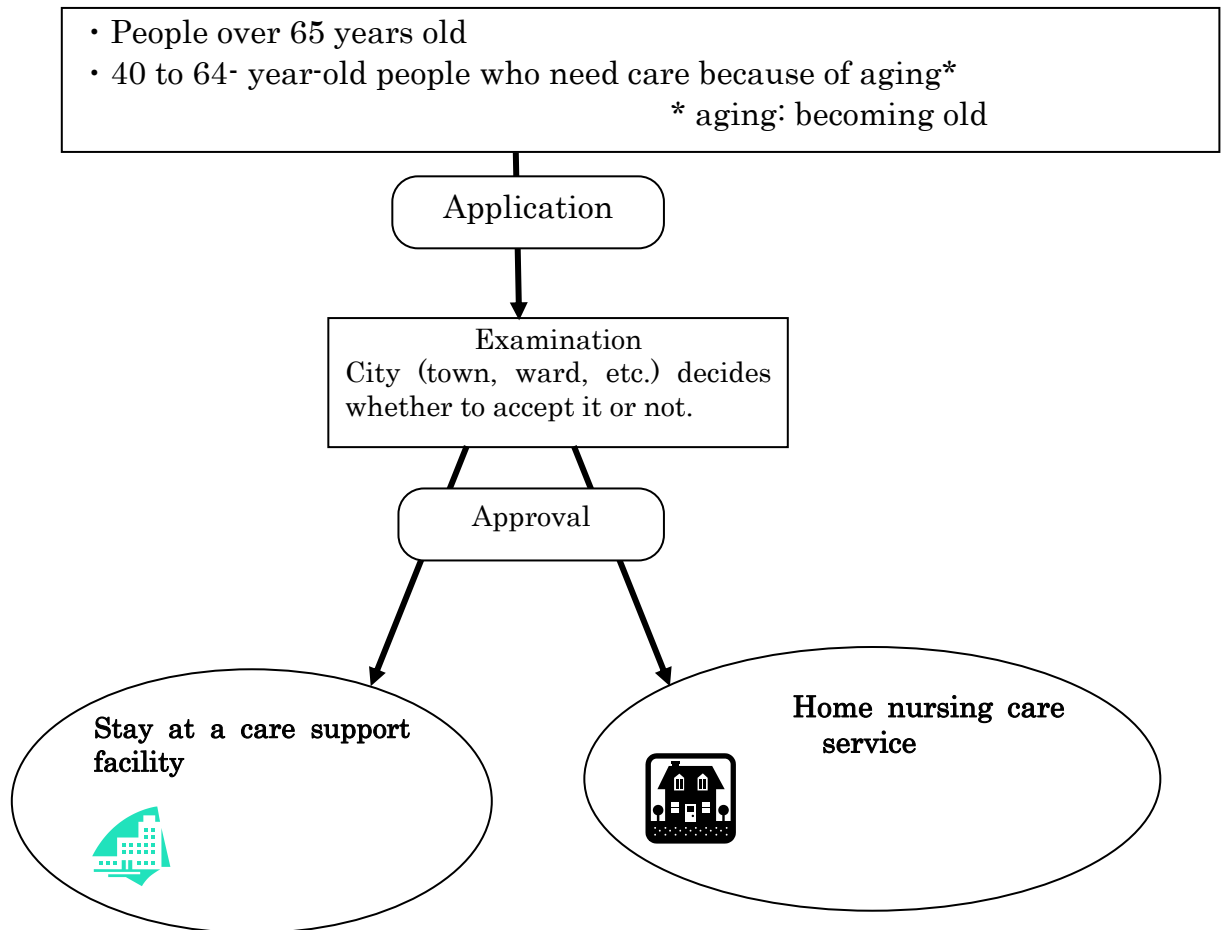 ・People over 65 years old
・40 to 64- year-old people who need care because of aging*
* aging: becoming old
Application
Examination
City (town, ward, etc.) decides
whether to accept it or not.
Approval
Stay at a care support
facility
Home nursing care
service